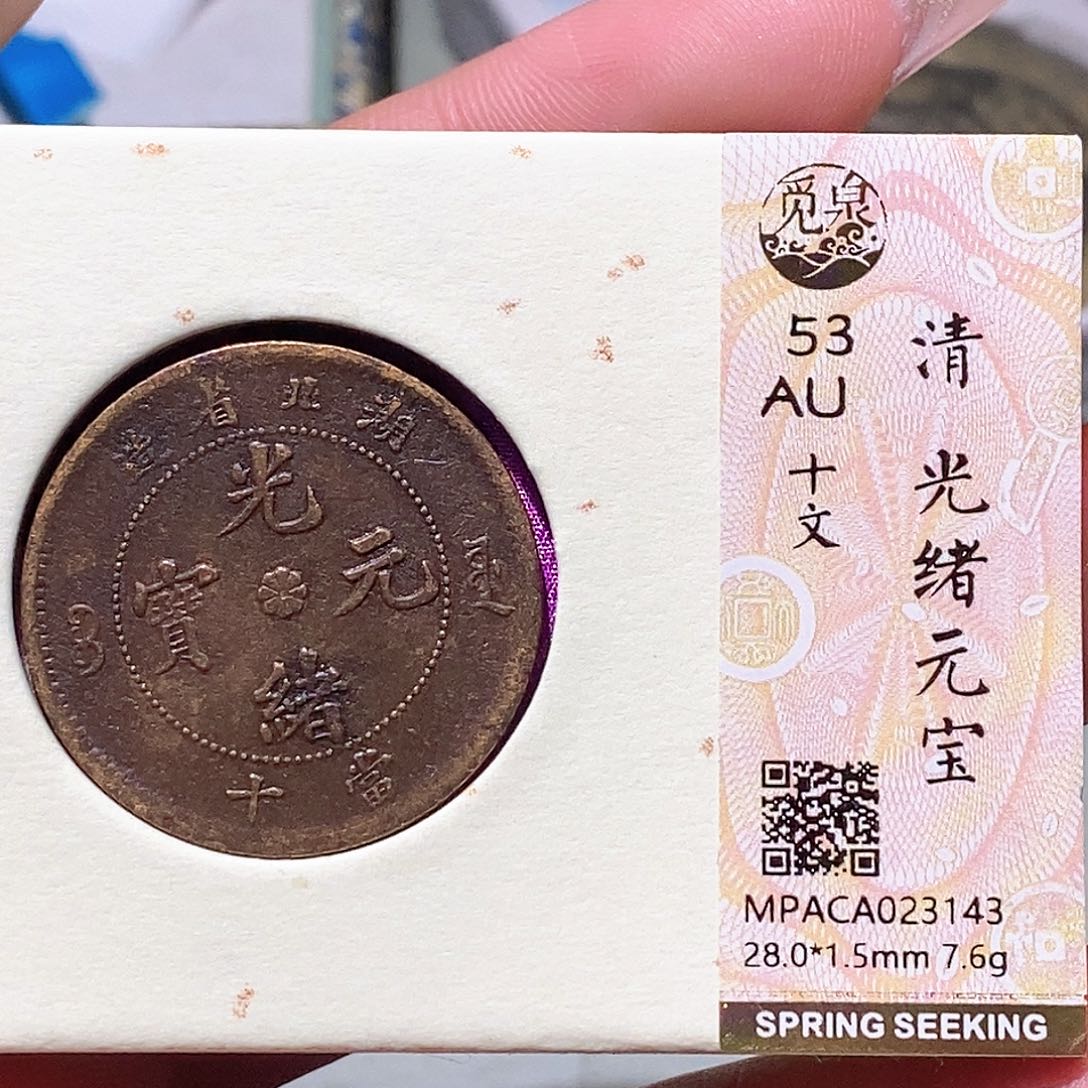 湖北省造
光緒元寶
當十
觅泉
53
AU
十文
清 光绪元宝
MPACA023143
28.0*1.5mm 7.6g
SPRING SEEKING